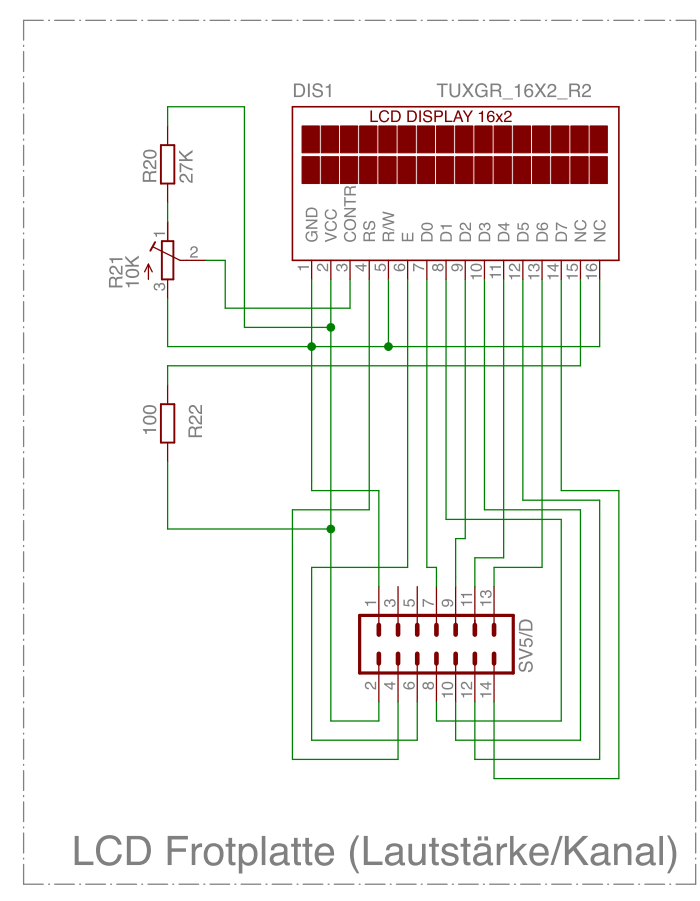 DIS1 TUXGR_16X2_R2
LCD DISPLAY 16x2
R20
27K
GND
VCC
CONTR
RS
R/W
E
D0
D1
D2
D3
D4
D5
D6
D7
NC
NC
1
2
3
4
5
6
7
8
9
10
11
12
13
14
15
16
1
2
3
R21
10K
100
R22
1
3
5
7
9
11
13
SV5/D
2
4
6
8
10
12
14
LCD Frotplatte (Lautstärke/Kanal)